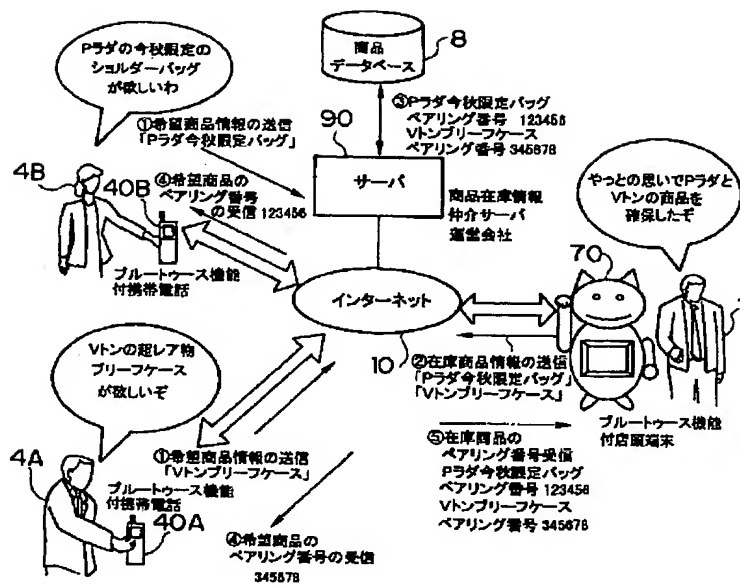 Pラダの今秋限定の
ショルダーバッグ
が欲しいわ
商品
データベース
8
③Pラダ今秋限定バッグ
ペアリング番号 123456
Vトンブリーフケース
ペアリング番号 345678
90
①希望商品情報の送信
「Pラダ今秋限定バッグ」
サーバ
商品在庫情報
仲介サーバ
運営会社
4B
40B
④希望商品の
ペアリング番号
の受信 123456
ブルートゥース機能
付携帯電話
やっとの思いでPラダと
Vトンの商品を
確保したぞ
70
インターネット
10
②在庫商品情報の送信
「Pラダ今秋限定バッグ」
「Vトンブリーフケース」
ブルートゥース機能
付店頭端末
⑤在庫商品の
ペアリング番号受信
Pラダ今秋限定バッグ
ペアリング番号 123456
Vトンブリーフケース
ペアリング番号 345678
Vトンの超レア物
ブリーフケース
が欲しいぞ
①希望商品情報の送信
「Vトンブリーフケース」
4A
ブルートゥース機能
付携帯電話
40A
④希望商品の
ペアリング番号の受信
345678